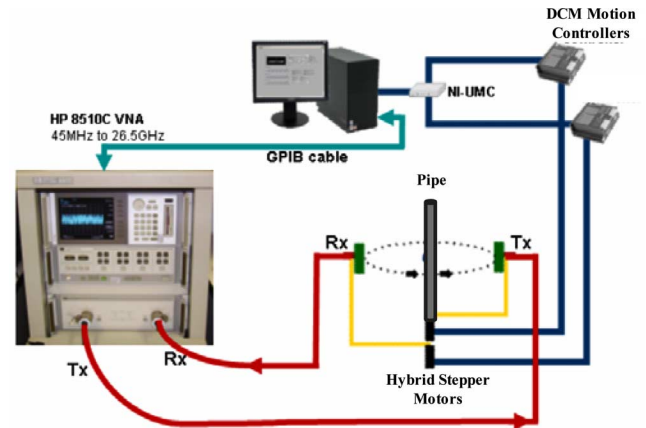 DCM Motion
Controllers
NI-UMC
HP 8510C VNA
45MHz to 26.5GHz
GPIB cable
Pipe
Rx
Tx
Tx
Rx
Hybrid Stepper
Motors